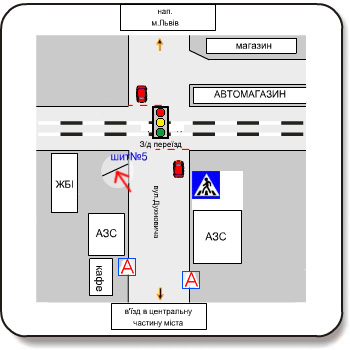 нап.
м.Львів
магазин
АВТОМАГАЗИН
З/д переїзд
щит№5
ЖБІ
вул.Духновича
АЗС
АЗС
кафе
А
А
в'їзд в центральну
частину міста